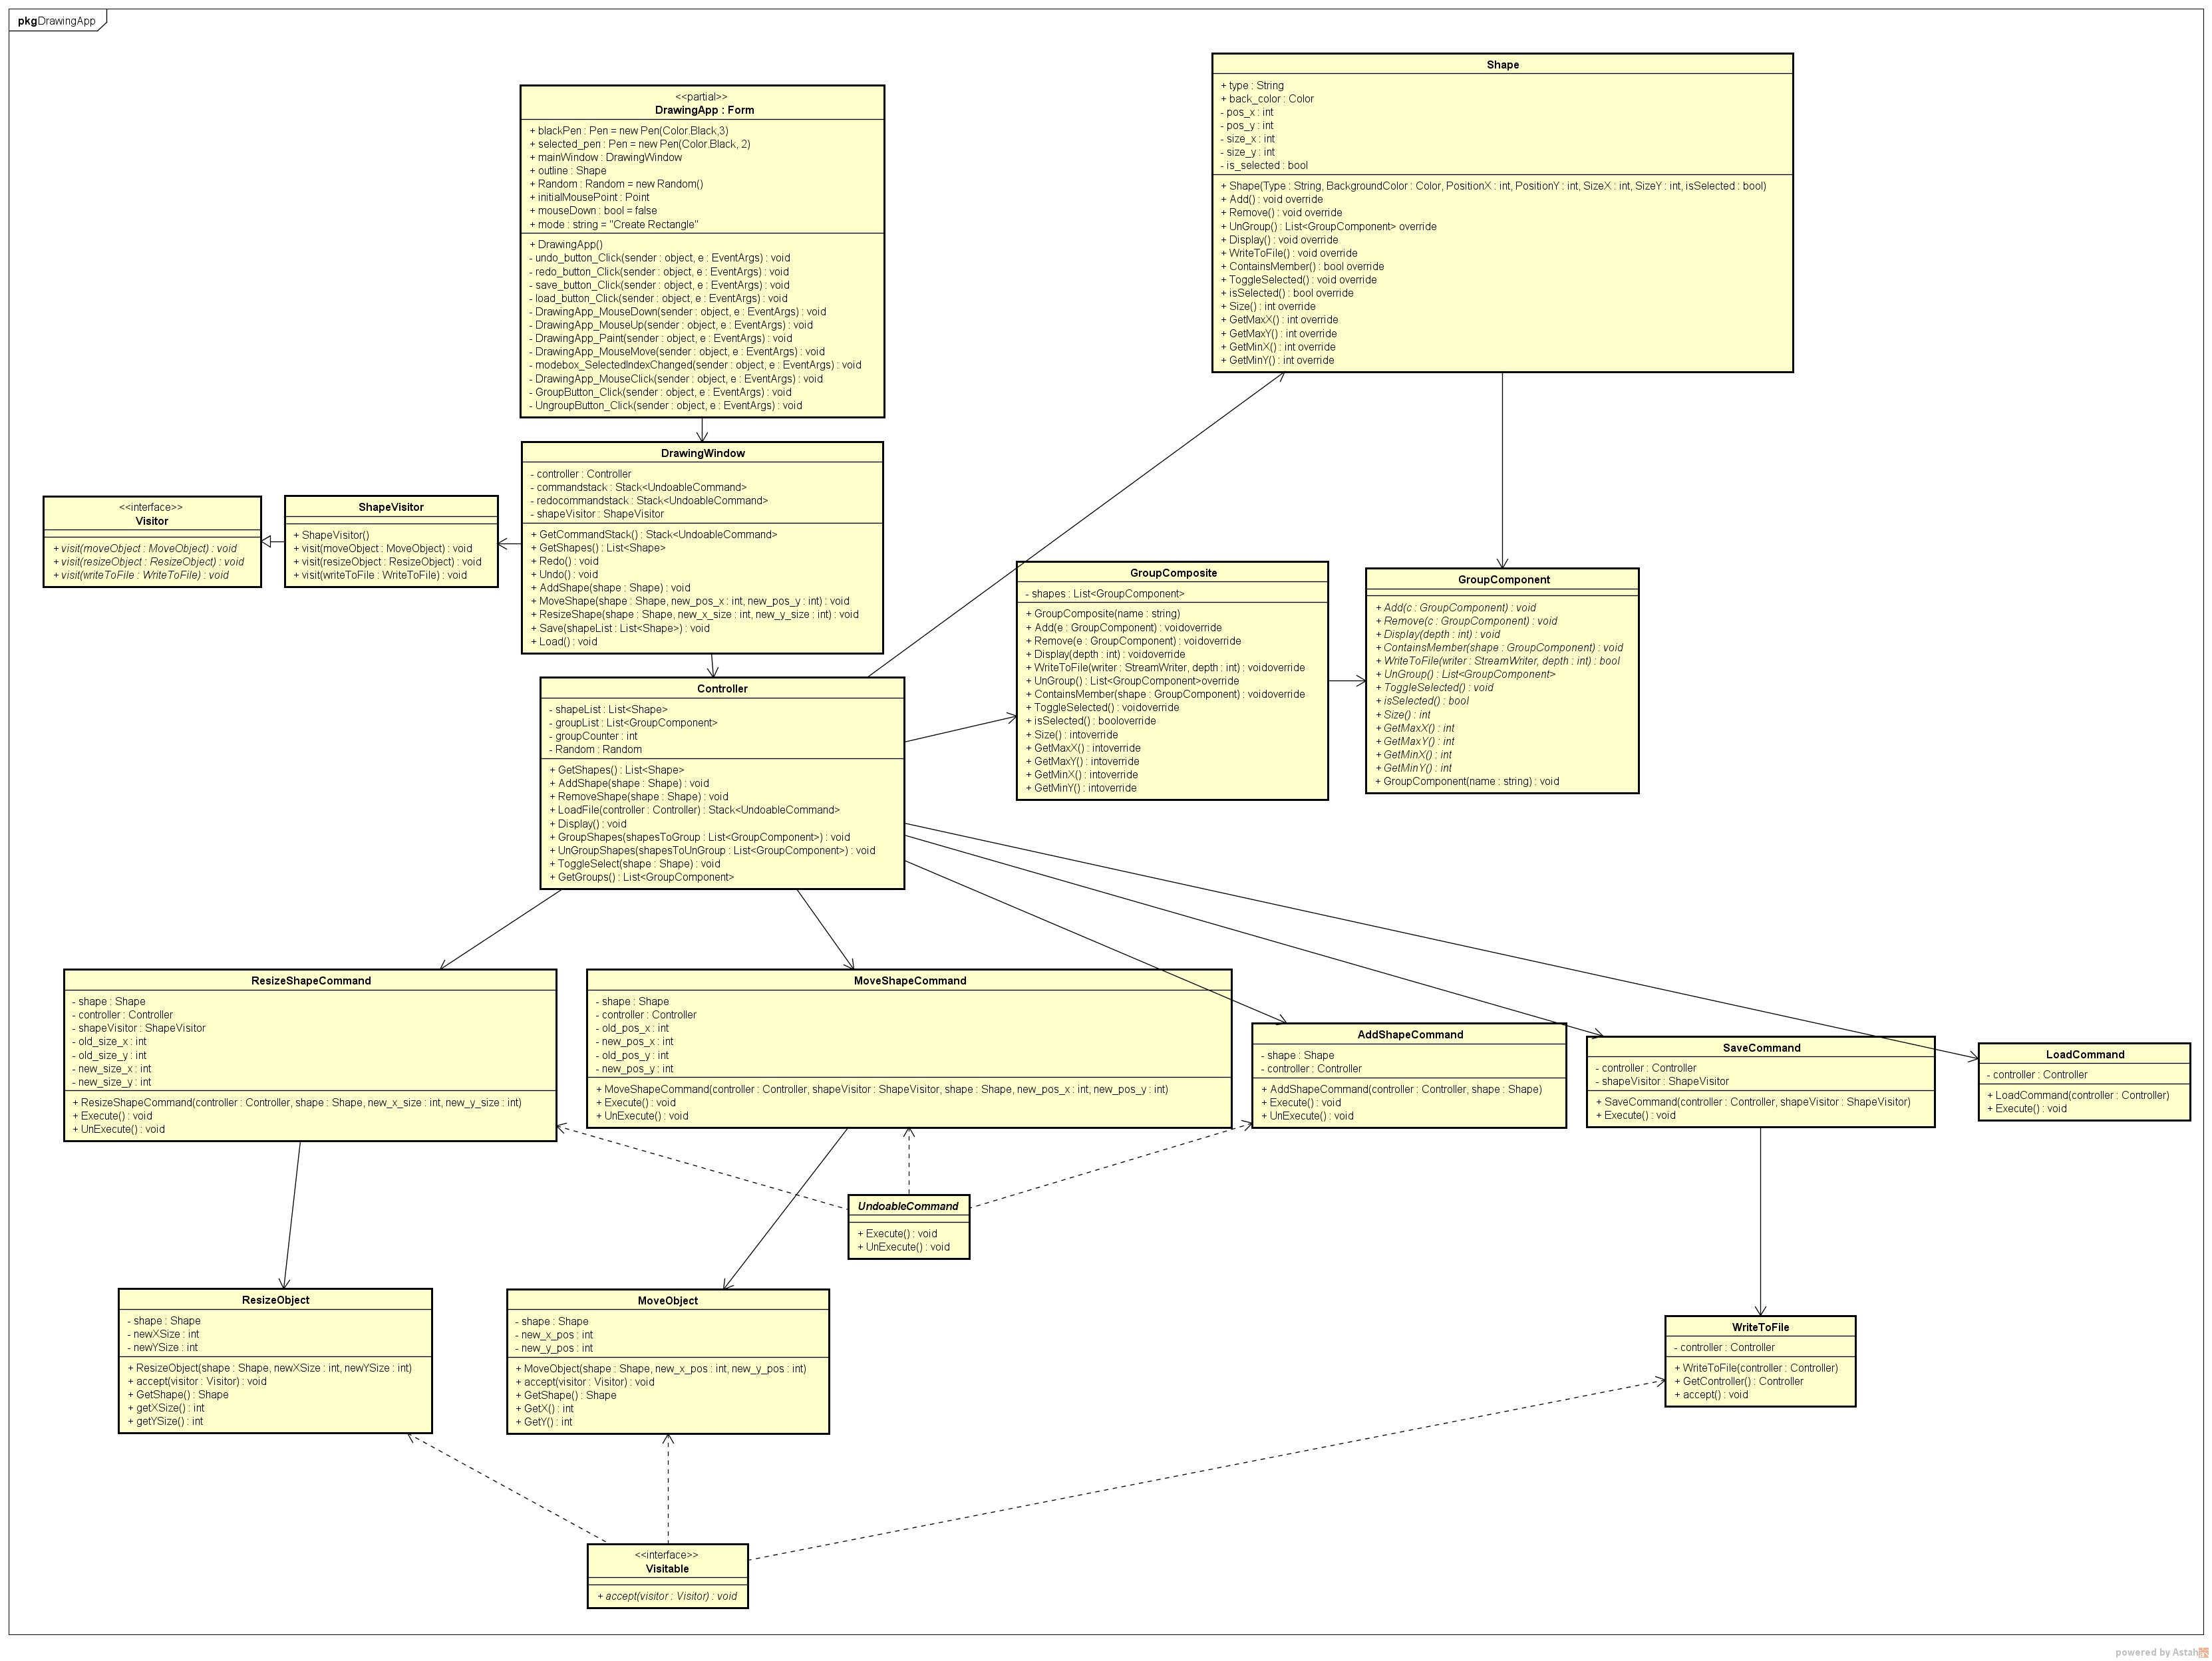 pkg DrawingApp
Shape
+ type : String
+ back_color : Color
- pos_x : int
- pos_y : int
- size_x : int
- size_y : int
- is_selected : bool
+ Shape(Type : String, BackgroundColor : Color, PositionX : int, PositionY : int, SizeX : int, SizeY : int, isSelected : bool)
+ Add() : void override
+ Remove() : void override
+ UnGroup() : List<GroupComponent> override
+ Display() : void override
+ WriteToFile() : void override
+ ContainsMember() : bool override
+ ToggleSelected() : void override
+ isSelected() : bool override
+ Size() : int override
+ GetMaxX() : int override
+ GetMaxY() : int override
+ GetMinX() : int override
+ GetMinY() : int override
<<partial>>
DrawingApp : Form
+ blackPen : Pen = new Pen(Color.Black,3)
+ selected_pen : Pen = new Pen(Color.Black, 2)
+ mainWindow : DrawingWindow
+ outline : Shape
+ Random : Random = new Random()
+ initialMousePoint : Point
+ mouseDown : bool = false
+ mode : string = "Create Rectangle"
+ DrawingApp()
- undo_button_Click(sender : object, e : EventArgs) : void
- redo_button_Click(sender : object, e : EventArgs) : void
- save_button_Click(sender : object, e : EventArgs) : void
- load_button_Click(sender : object, e : EventArgs) : void
- DrawingApp_MouseDown(sender : object, e : EventArgs) : void
- DrawingApp_MouseUp(sender : object, e : EventArgs) : void
- DrawingApp_Paint(sender : object, e : EventArgs) : void
- DrawingApp_MouseMove(sender : object, e : EventArgs) : void
- modebox_SelectedIndexChanged(sender : object, e : EventArgs) : void
- DrawingApp_MouseClick(sender : object, e : EventArgs) : void
- GroupButton_Click(sender : object, e : EventArgs) : void
- UngroupButton_Click(sender : object, e : EventArgs) : void
DrawingWindow
- controller : Controller
- commandstack : Stack<UndoableCommand>
- redocommandstack : Stack<UndoableCommand>
- shapeVisitor : ShapeVisitor
+ GetCommandStack() : Stack<UndoableCommand>
+ GetShapes() : List<Shape>
+ Redo() : void
+ Undo() : void
+ AddShape(shape : Shape) : void
+ MoveShape(shape : Shape, new_pos_x : int, new_pos_y : int) : void
+ ResizeShape(shape : Shape, new_x_size : int, new_y_size : int) : void
+ Save(shapeList : List<Shape>) : void
+ Load() : void
<<interface>>
Visitor
+ visit(moveObject : MoveObject) : void
+ visit(resizeObject : ResizeObject) : void
+ visit(writeToFile : WriteToFile) : void
ShapeVisitor
+ ShapeVisitor()
+ visit(moveObject : MoveObject) : void
+ visit(resizeObject : ResizeObject) : void
+ visit(writeToFile : WriteToFile) : void
GroupComposite
- shapes : List<GroupComponent>
+ GroupComposite(name : string)
+ Add(e : GroupComponent) : voidoverride
+ Remove(e : GroupComponent) : voidoverride
+ Display(depth : int) : voidoverride
+ WriteToFile(writer : StreamWriter, depth : int) : voidoverride
+ UnGroup() : List<GroupComponent>override
+ ContainsMember(shape : GroupComponent) : voidoverride
+ ToggleSelected() : voidoverride
+ isSelected() : booloverride
+ Size() : intoverride
+ GetMaxX() : intoverride
+ GetMaxY() : intoverride
+ GetMinX() : intoverride
+ GetMinY() : intoverride
GroupComponent
+ Add(c : GroupComponent) : void
+ Remove(c : GroupComponent) : void
+ Display(depth : int) : void
+ ContainsMember(shape : GroupComponent) : void
+ WriteToFile(writer : StreamWriter, depth : int) : bool
+ UnGroup() : List<GroupComponent>
+ ToggleSelected() : void
+ isSelected() : bool
+ Size() : int
+ GetMaxX() : int
+ GetMaxY() : int
+ GetMinX() : int
+ GetMinY() : int
+ GroupComponent(name : string) : void
Controller
- shapeList : List<Shape>
- groupList : List<GroupComponent>
- groupCounter : int
- Random : Random
+ GetShapes() : List<Shape>
+ AddShape(shape : Shape) : void
+ RemoveShape(shape : Shape) : void
+ LoadFile(controller : Controller) : Stack<UndoableCommand>
+ Display() : void
+ GroupShapes(shapesToGroup : List<GroupComponent>) : void
+ UnGroupShapes(shapesToUnGroup : List<GroupComponent>) : void
+ ToggleSelect(shape : Shape) : void
+ GetGroups() : List<GroupComponent>
ResizeShapeCommand
- shape : Shape
- controller : Controller
- shapeVisitor : ShapeVisitor
- old_size_x : int
- old_size_y : int
- new_size_x : int
- new_size_y : int
+ ResizeShapeCommand(controller : Controller, shape : Shape, new_x_size : int, new_y_size : int)
+ Execute() : void
+ UnExecute() : void
MoveShapeCommand
- shape : Shape
- controller : Controller
- old_pos_x : int
- new_pos_x : int
- old_pos_y : int
- new_pos_y : int
+ MoveShapeCommand(controller : Controller, shapeVisitor : ShapeVisitor, shape : Shape, new_pos_x : int, new_pos_y : int)
+ Execute() : void
+ UnExecute() : void
AddShapeCommand
- shape : Shape
- controller : Controller
+ AddShapeCommand(controller : Controller, shape : Shape)
+ Execute() : void
+ UnExecute() : void
SaveCommand
- controller : Controller
- shapeVisitor : ShapeVisitor
+ SaveCommand(controller : Controller, shapeVisitor : ShapeVisitor)
+ Execute() : void
LoadCommand
- controller : Controller
+ LoadCommand(controller : Controller)
+ Execute() : void
UndoableCommand
+ Execute() : void
+ UnExecute() : void
ResizeObject
- shape : Shape
- newXSize : int
- newYSize : int
+ ResizeObject(shape : Shape, newXSize : int, newYSize : int)
+ accept(visitor : Visitor) : void
+ GetShape() : Shape
+ getXSize() : int
+ getYSize() : int
MoveObject
- shape : Shape
- new_x_pos : int
- new_y_pos : int
+ MoveObject(shape : Shape, new_x_pos : int, new_y_pos : int)
+ accept(visitor : Visitor) : void
+ GetShape() : Shape
+ GetX() : int
+ GetY() : int
WriteToFile
- controller : Controller
+ WriteToFile(controller : Controller)
+ GetController() : Controller
+ accept() : void
<<interface>>
Visitable
+ accept(visitor : Visitor) : void
powered by Astah